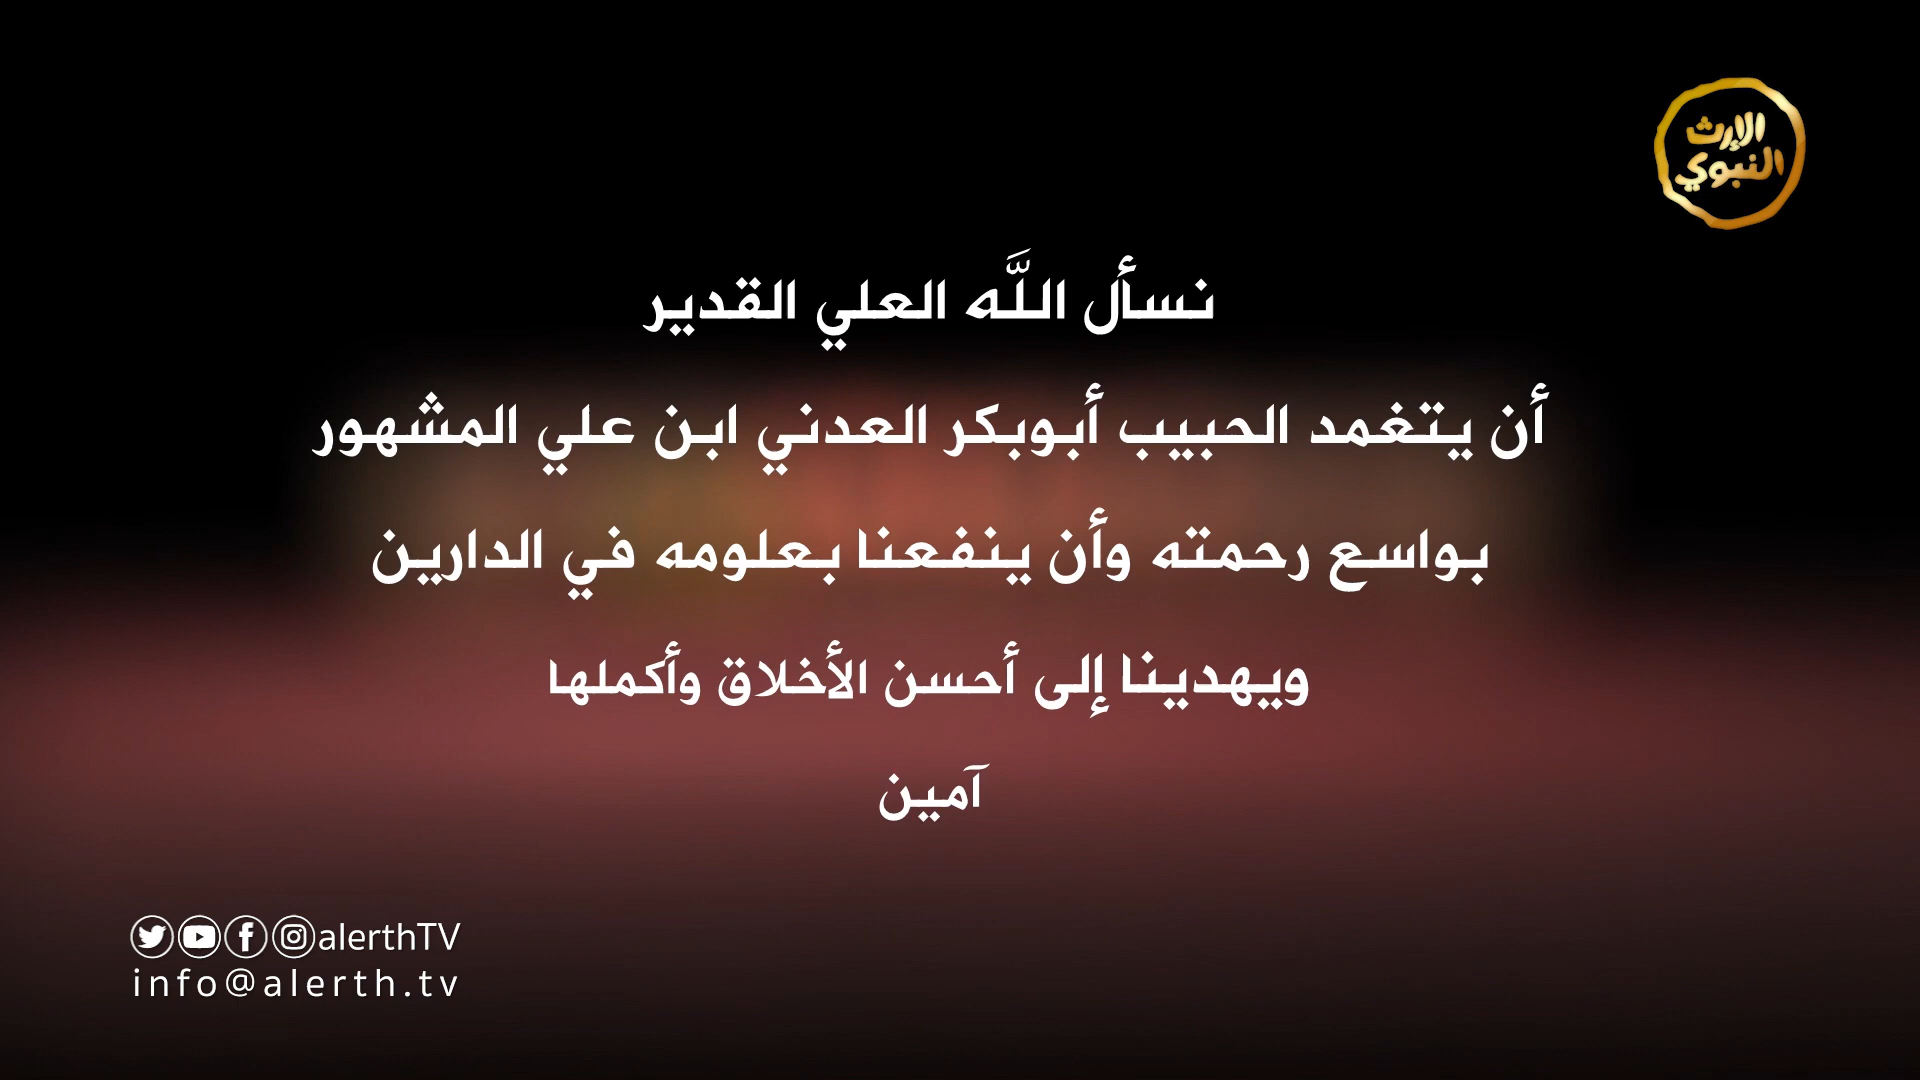 الإرث
النبوي
نسأل اللَّه العلي القدير
أن يتغمد الحبيب أبوبكر العدني ابن علي المشهور
بواسع رحمته وأن ينفعنا بعلومه في الدارين
ويهدينا إلى أحسن الأخلاق وأكملها
آمين
alerthTV
info@alerth.tv